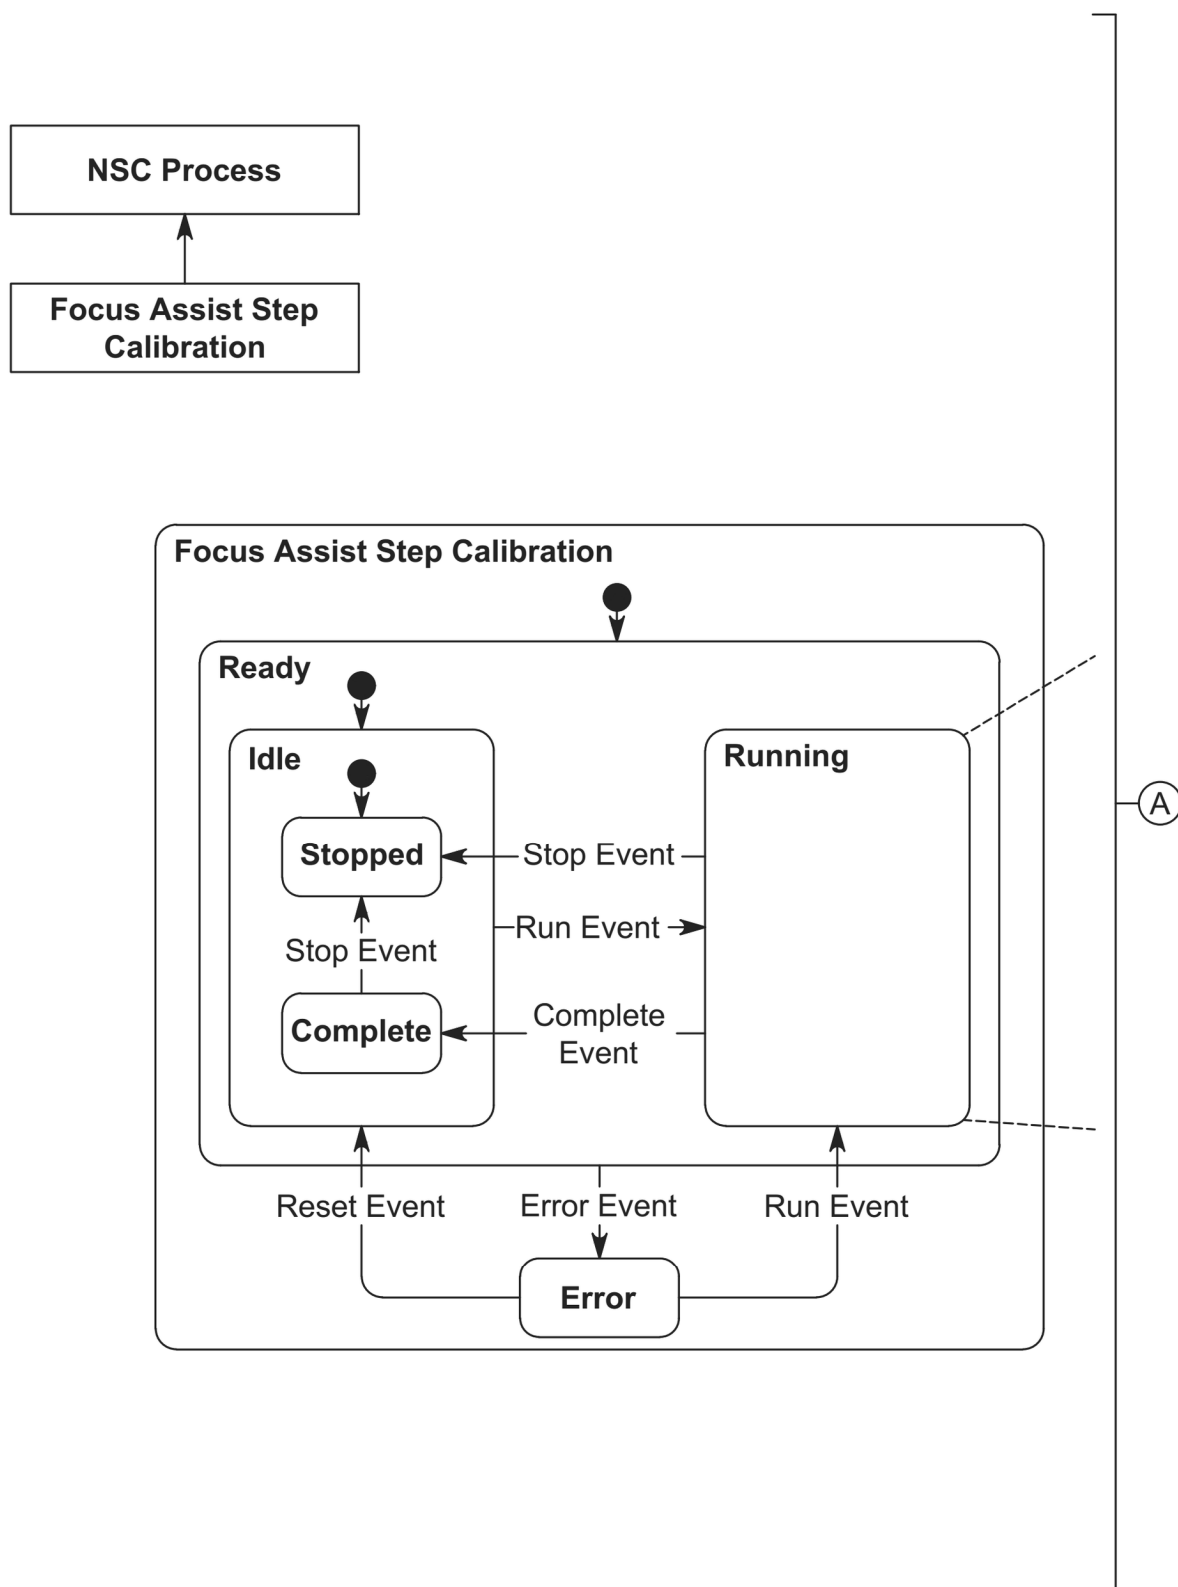 NSC Process
Focus Assist Step
Calibration
Focus Assist Step Calibration
Ready
Idle
Running
Stopped
Stop Event
Run Event
Stop Event
Complete
Complete
Event
A
Reset Event
Error Event
Run Event
Error